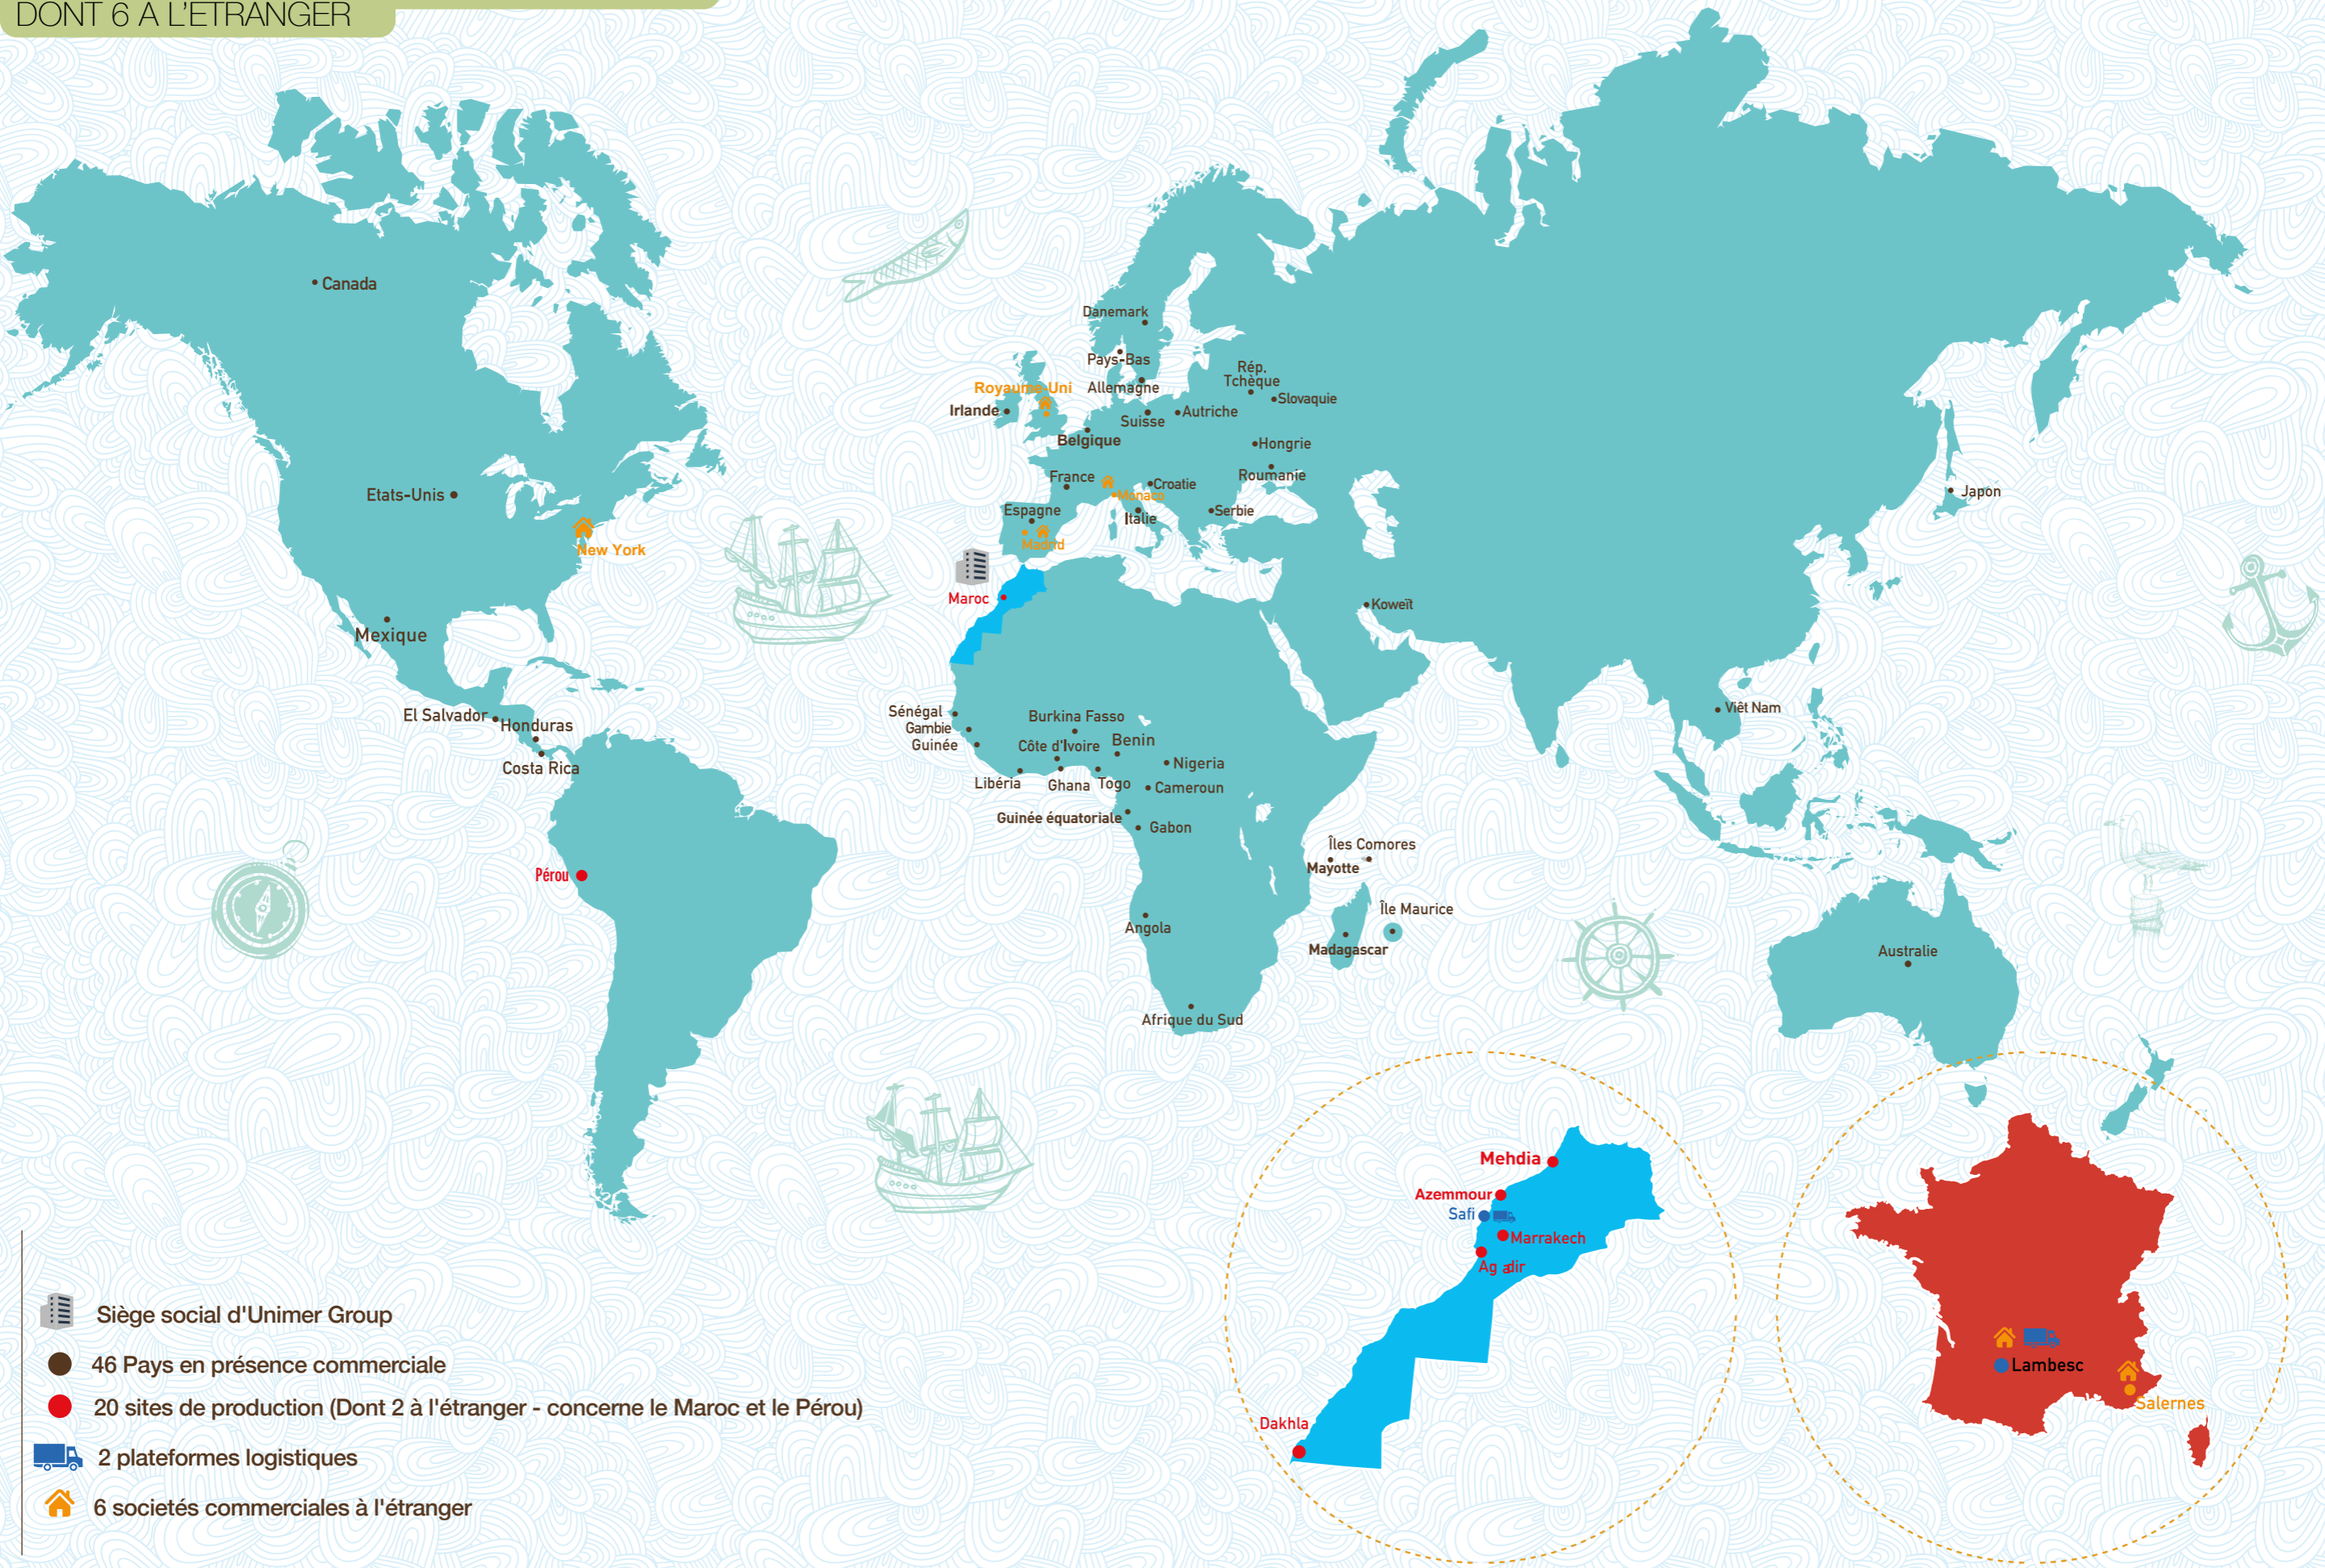 DONT 6 A L'ETRANGER
Canada
Danemark
Pays-Bas
Allemagne
Rép.
Tchèque
Slovaquie
Royaume-Uni
Irlande
Suisse
Autriche
Belgique
Hongrie
Roumanie
France
Croatie
Monaco
Etats-Unis
Espagne
Italie
Serbie
Japon
New York
Madrid
Maroc
Koweït
Mexique
El Salvador
Honduras
Costa Rica
Sénégal
Gambie
Guinée
Burkina Fasso
Côte d'Ivoire
Benin
Nigeria
Libéria
Ghana
Togo
Cameroun
Viêt Nam
Guinée équatoriale
Gabon
Îles Comores
Mayotte
Pérou
Île Maurice
Angola
Madagascar
Australie
Afrique du Sud
Mehdia
Azemmour
Safi
Marrakech
Ag adir
Dakhla
Lambesc
Salernes
Siège social d'Unimer Group
46 Pays en présence commerciale
20 sites de production (Dont 2 à l'étranger - concerne le Maroc et le Pérou)
2 plateformes logistiques
6 societés commerciales à l'étranger